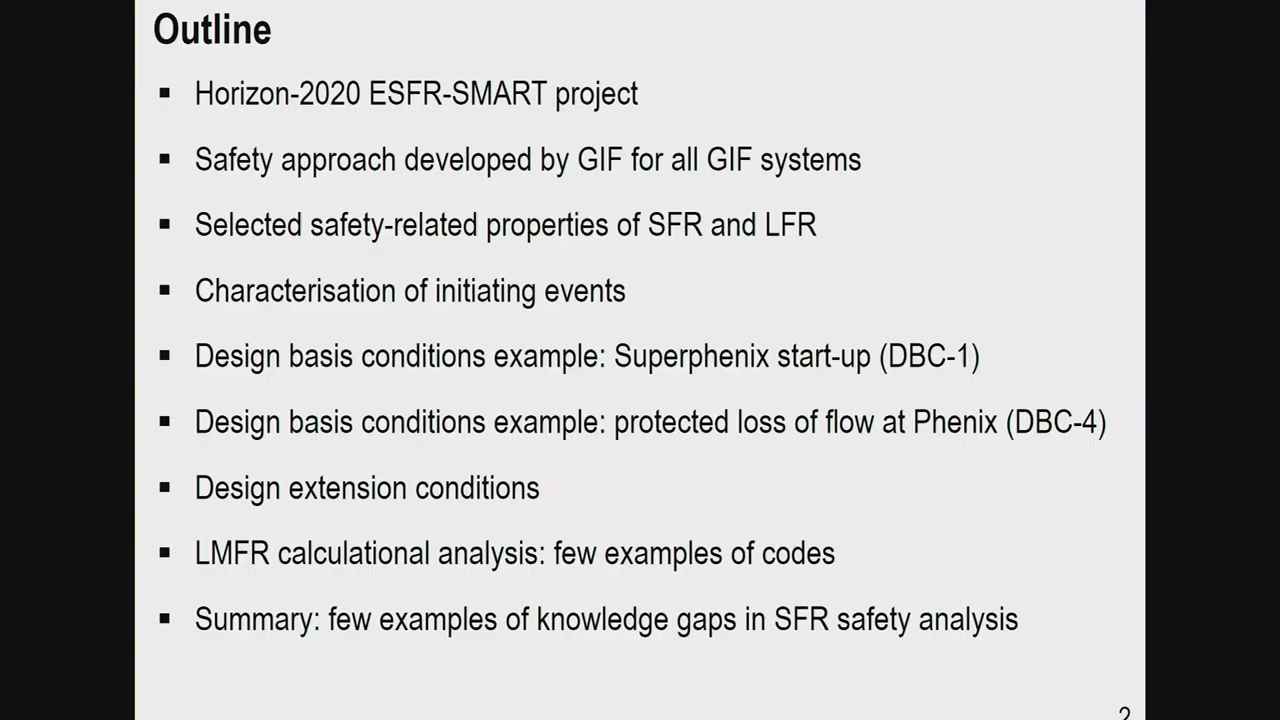 Outline
▪ Horizon-2020 ESFR-SMART project
▪ Safety approach developed by GIF for all GIF systems
▪ Selected safety-related properties of SFR and LFR
▪ Characterisation of initiating events
▪ Design basis conditions example: Superphenix start-up (DBC-1)
▪ Design basis conditions example: protected loss of flow at Phenix (DBC-4)
▪ Design extension conditions
▪ LMFR calculational analysis: few examples of codes
▪ Summary: few examples of knowledge gaps in SFR safety analysis
2